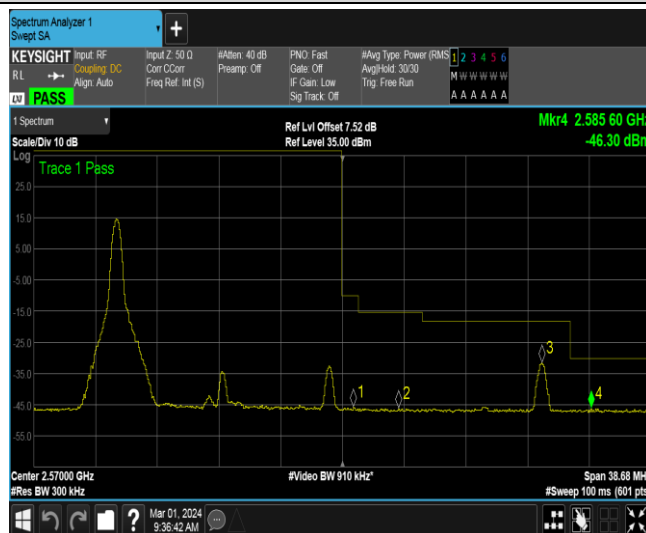 Spectrum Analyzer 1
Swept SA
+
KEYSIGHT Input: RF Input Z: 50 Ω #Atten: 40 dB PNO: Fast #Avg Type: Power (RMS 1 2 3 4 5 6
RL Coupling: DC Corr CCorr Preamp: Off Gate: Off Avg|Hold: 30/30 M W W W W W
Align: Auto Freq Ref: Int (S) IF Gain: Low Trig: Free Run
LXI PASS Sig Track: Off A A A A A A
1 Spectrum
Ref Lvl Offset 7.52 dB Mkr4 2.585 60 GHz
Scale/Div 10 dB Ref Level 35.00 dBm -46.30 dBm
Log
Trace 1 Pass
25.0
15.0
5.00
-5.00
-15.0
-25.0
3
-35.0
1 2 4
-45.0
-55.0
Center 2.57000 GHz #Video BW 910 kHz* Span 38.68 MH
#Res BW 300 kHz #Sweep 100 ms (601 pts
? Mar 01, 2024
9:36:42 AM